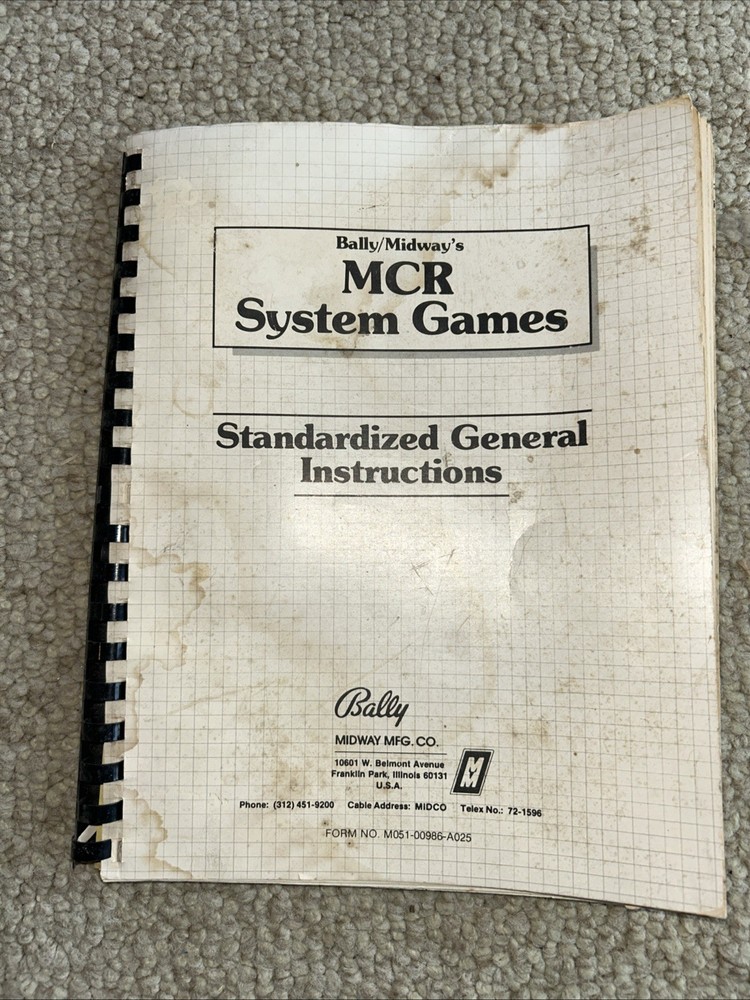 Bally/Midway's
MCR
System Games
Standardized General
Instructions
Bally
MIDWAY MFG. CO.
10601 W. Belmont Avenue
Franklin Park, Illinois 60131
U.S.A.
M
M
Phone: (312) 451-9200 Cable Address: MIDCO Telex No.: 72-1596
FORM NO. M051-00986-A025